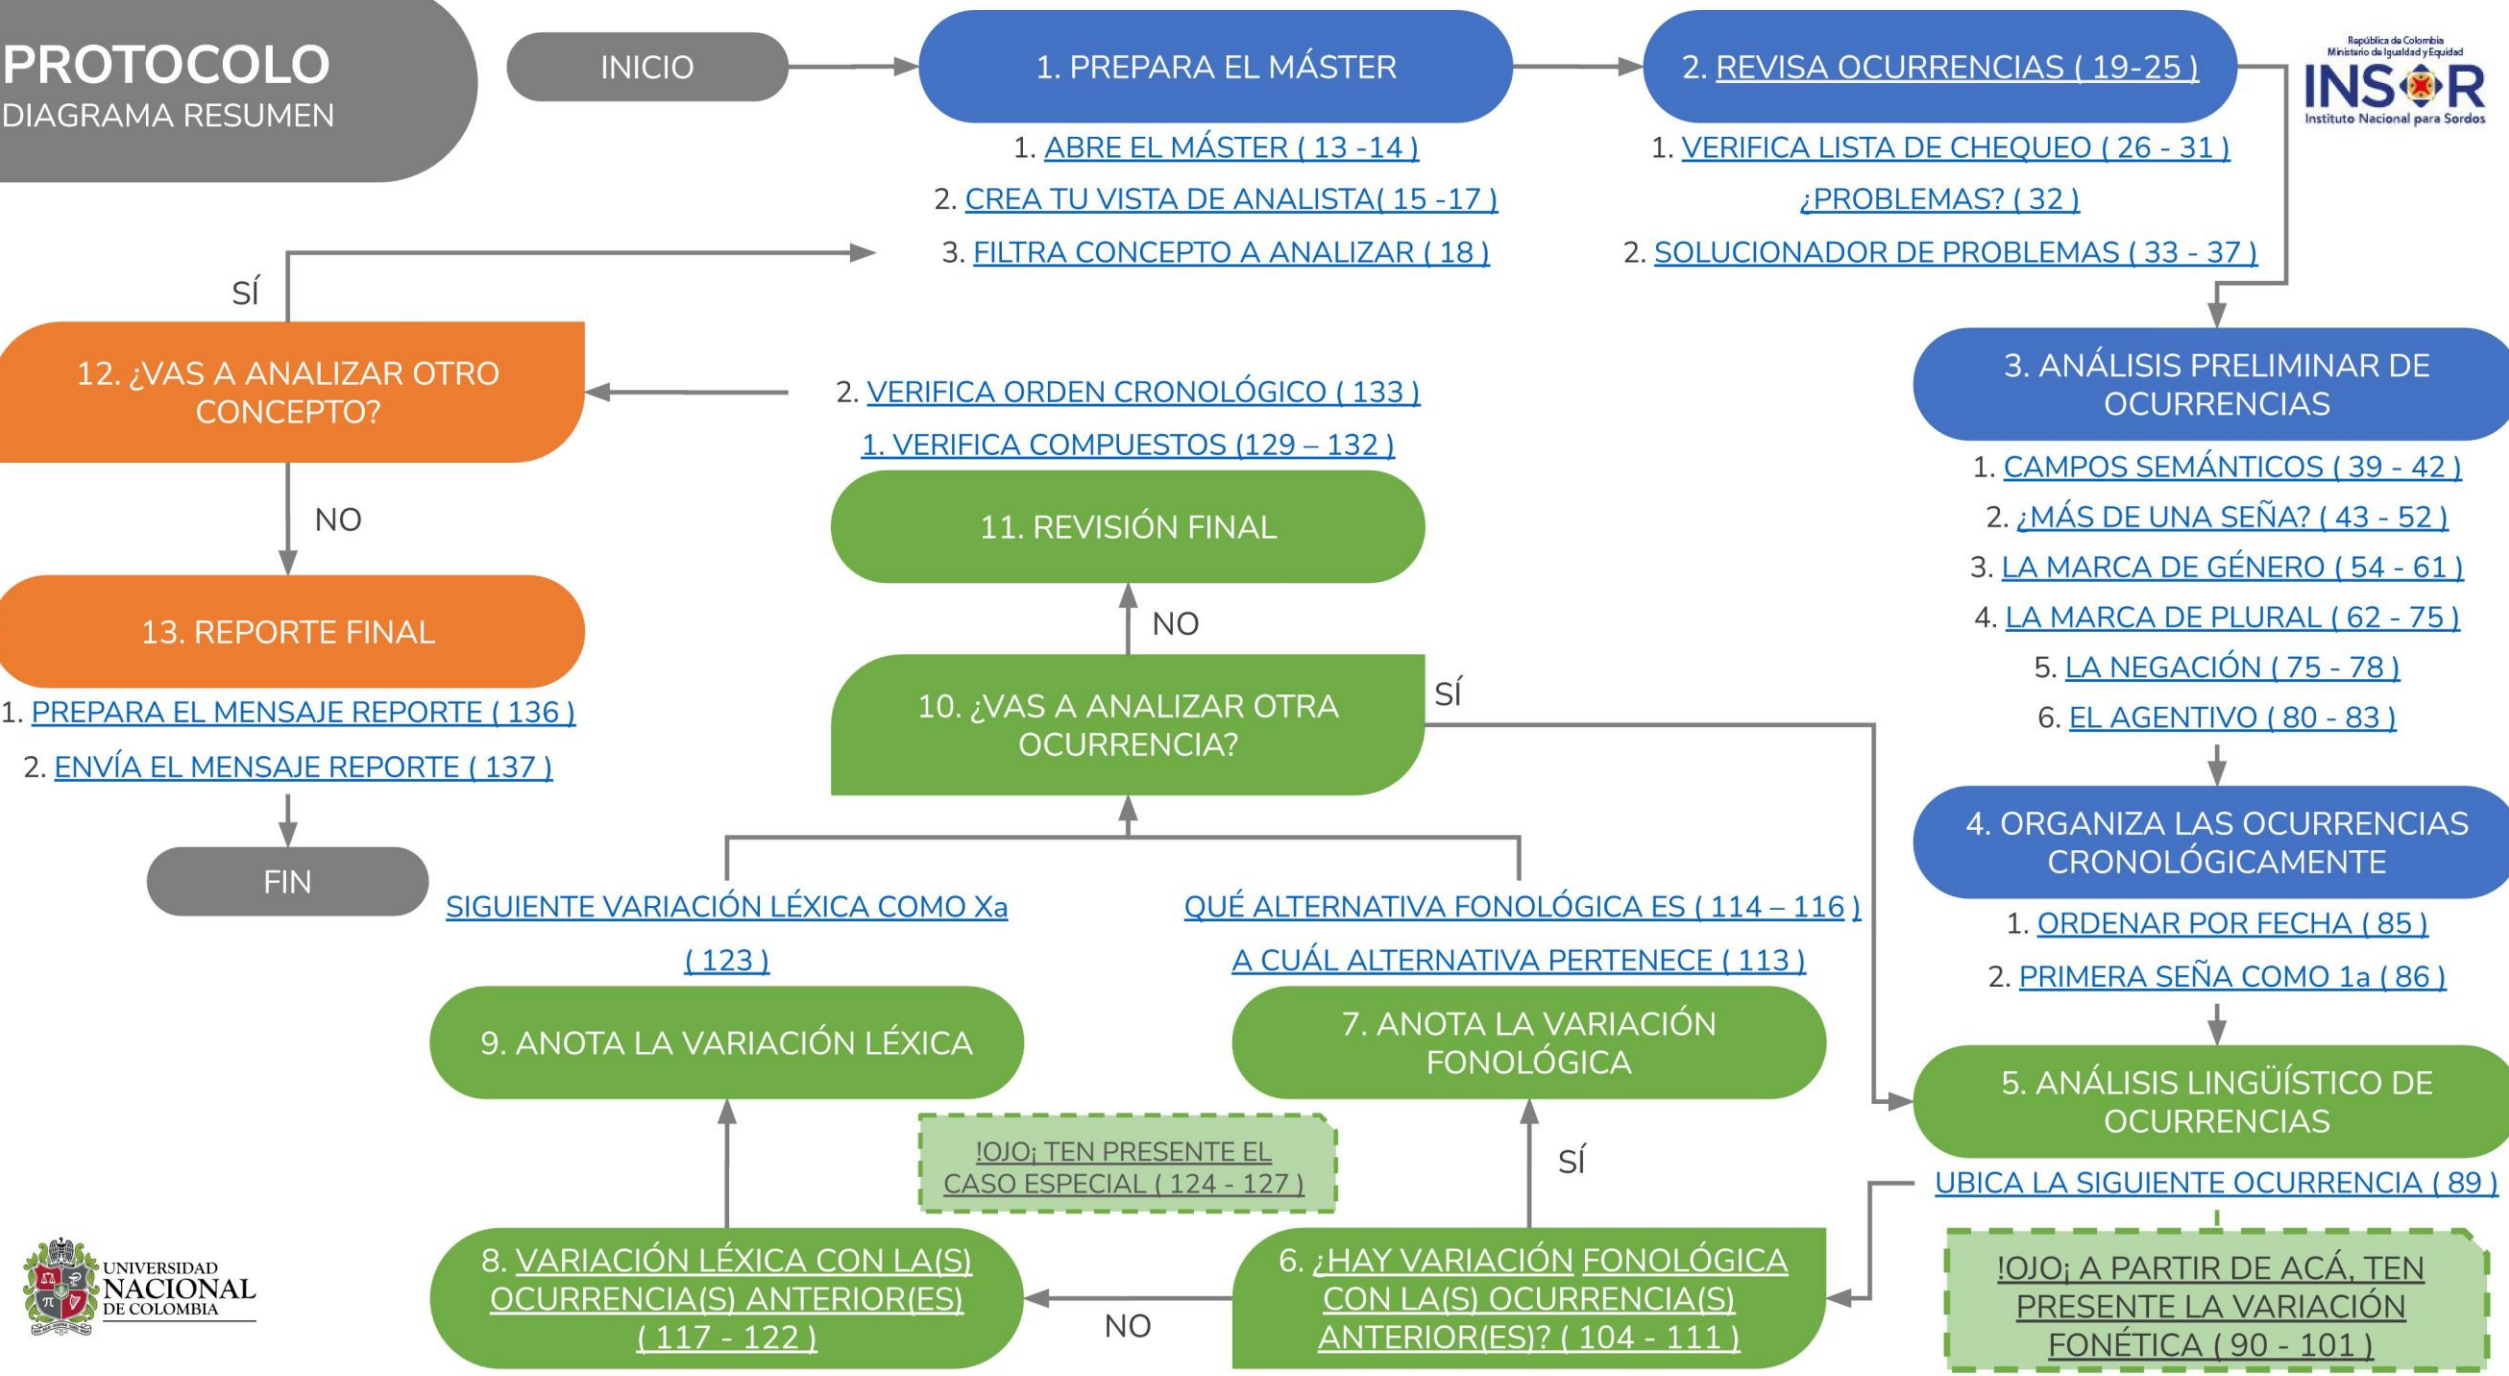 PROTOCOLO
DIAGRAMA RESUMEN
INICIO
1. PREPARA EL MÁSTER
1. ABRE EL MÁSTER ( 13 -14 )
2. CREA TU VISTA DE ANALISTA( 15 -17 )
3. FILTRA CONCEPTO A ANALIZAR ( 18 )
2. REVISA OCURRENCIAS ( 19-25 )
1. VERIFICA LISTA DE CHEQUEO ( 26 - 31 )
¿PROBLEMAS? ( 32 )
2. SOLUCIONADOR DE PROBLEMAS ( 33 - 37 )
República de Colombia
Ministerio de Igualdad y Equidad
INSOR
Instituto Nacional para Sordos
3. ANÁLISIS PRELIMINAR DE
OCURRENCIAS
1. CAMPOS SEMÁNTICOS ( 39 - 42 )
2. ¿MÁS DE UNA SEÑA? ( 43 - 52 )
3. LA MARCA DE GÉNERO ( 54 - 61 )
4. LA MARCA DE PLURAL ( 62 - 75 )
5. LA NEGACIÓN ( 75 - 78 )
6. EL AGENTIVO ( 80 - 83 )
4. ORGANIZA LAS OCURRENCIAS
CRONOLÓGICAMENTE
1. ORDENAR POR FECHA ( 85 )
2. PRIMERA SEÑA COMO 1a ( 86 )
5. ANÁLISIS LINGÜÍSTICO DE
OCURRENCIAS
UBICA LA SIGUIENTE OCURRENCIA ( 89 )
!OJO¡ A PARTIR DE ACÁ, TEN
PRESENTE LA VARIACIÓN
FONÉTICA ( 90 - 101 )
6. ¿HAY VARIACIÓN FONOLÓGICA
CON LA(S) OCURRENCIA(S)
ANTERIOR(ES)? ( 104 - 111 )
SÍ
NO
7. ANOTA LA VARIACIÓN
FONOLÓGICA
A CUÁL ALTERNATIVA PERTENECE ( 113 )
QUÉ ALTERNATIVA FONOLÓGICA ES ( 114 – 116 )
8. VARIACIÓN LÉXICA CON LA(S)
OCURRENCIA(S) ANTERIOR(ES)
( 117 - 122 )
!OJO¡ TEN PRESENTE EL
CASO ESPECIAL ( 124 - 127 )
9. ANOTA LA VARIACIÓN LÉXICA
SIGUIENTE VARIACIÓN LÉXICA COMO Xa
( 123 )
10. ¿VAS A ANALIZAR OTRA
OCURRENCIA?
SÍ
NO
11. REVISIÓN FINAL
1. VERIFICA COMPUESTOS (129 – 132 )
2. VERIFICA ORDEN CRONOLÓGICO ( 133 )
12. ¿VAS A ANALIZAR OTRO
CONCEPTO?
SÍ
NO
13. REPORTE FINAL
1. PREPARA EL MENSAJE REPORTE ( 136 )
2. ENVÍA EL MENSAJE REPORTE ( 137 )
FIN
UNIVERSIDAD
NACIONAL
DE COLOMBIA